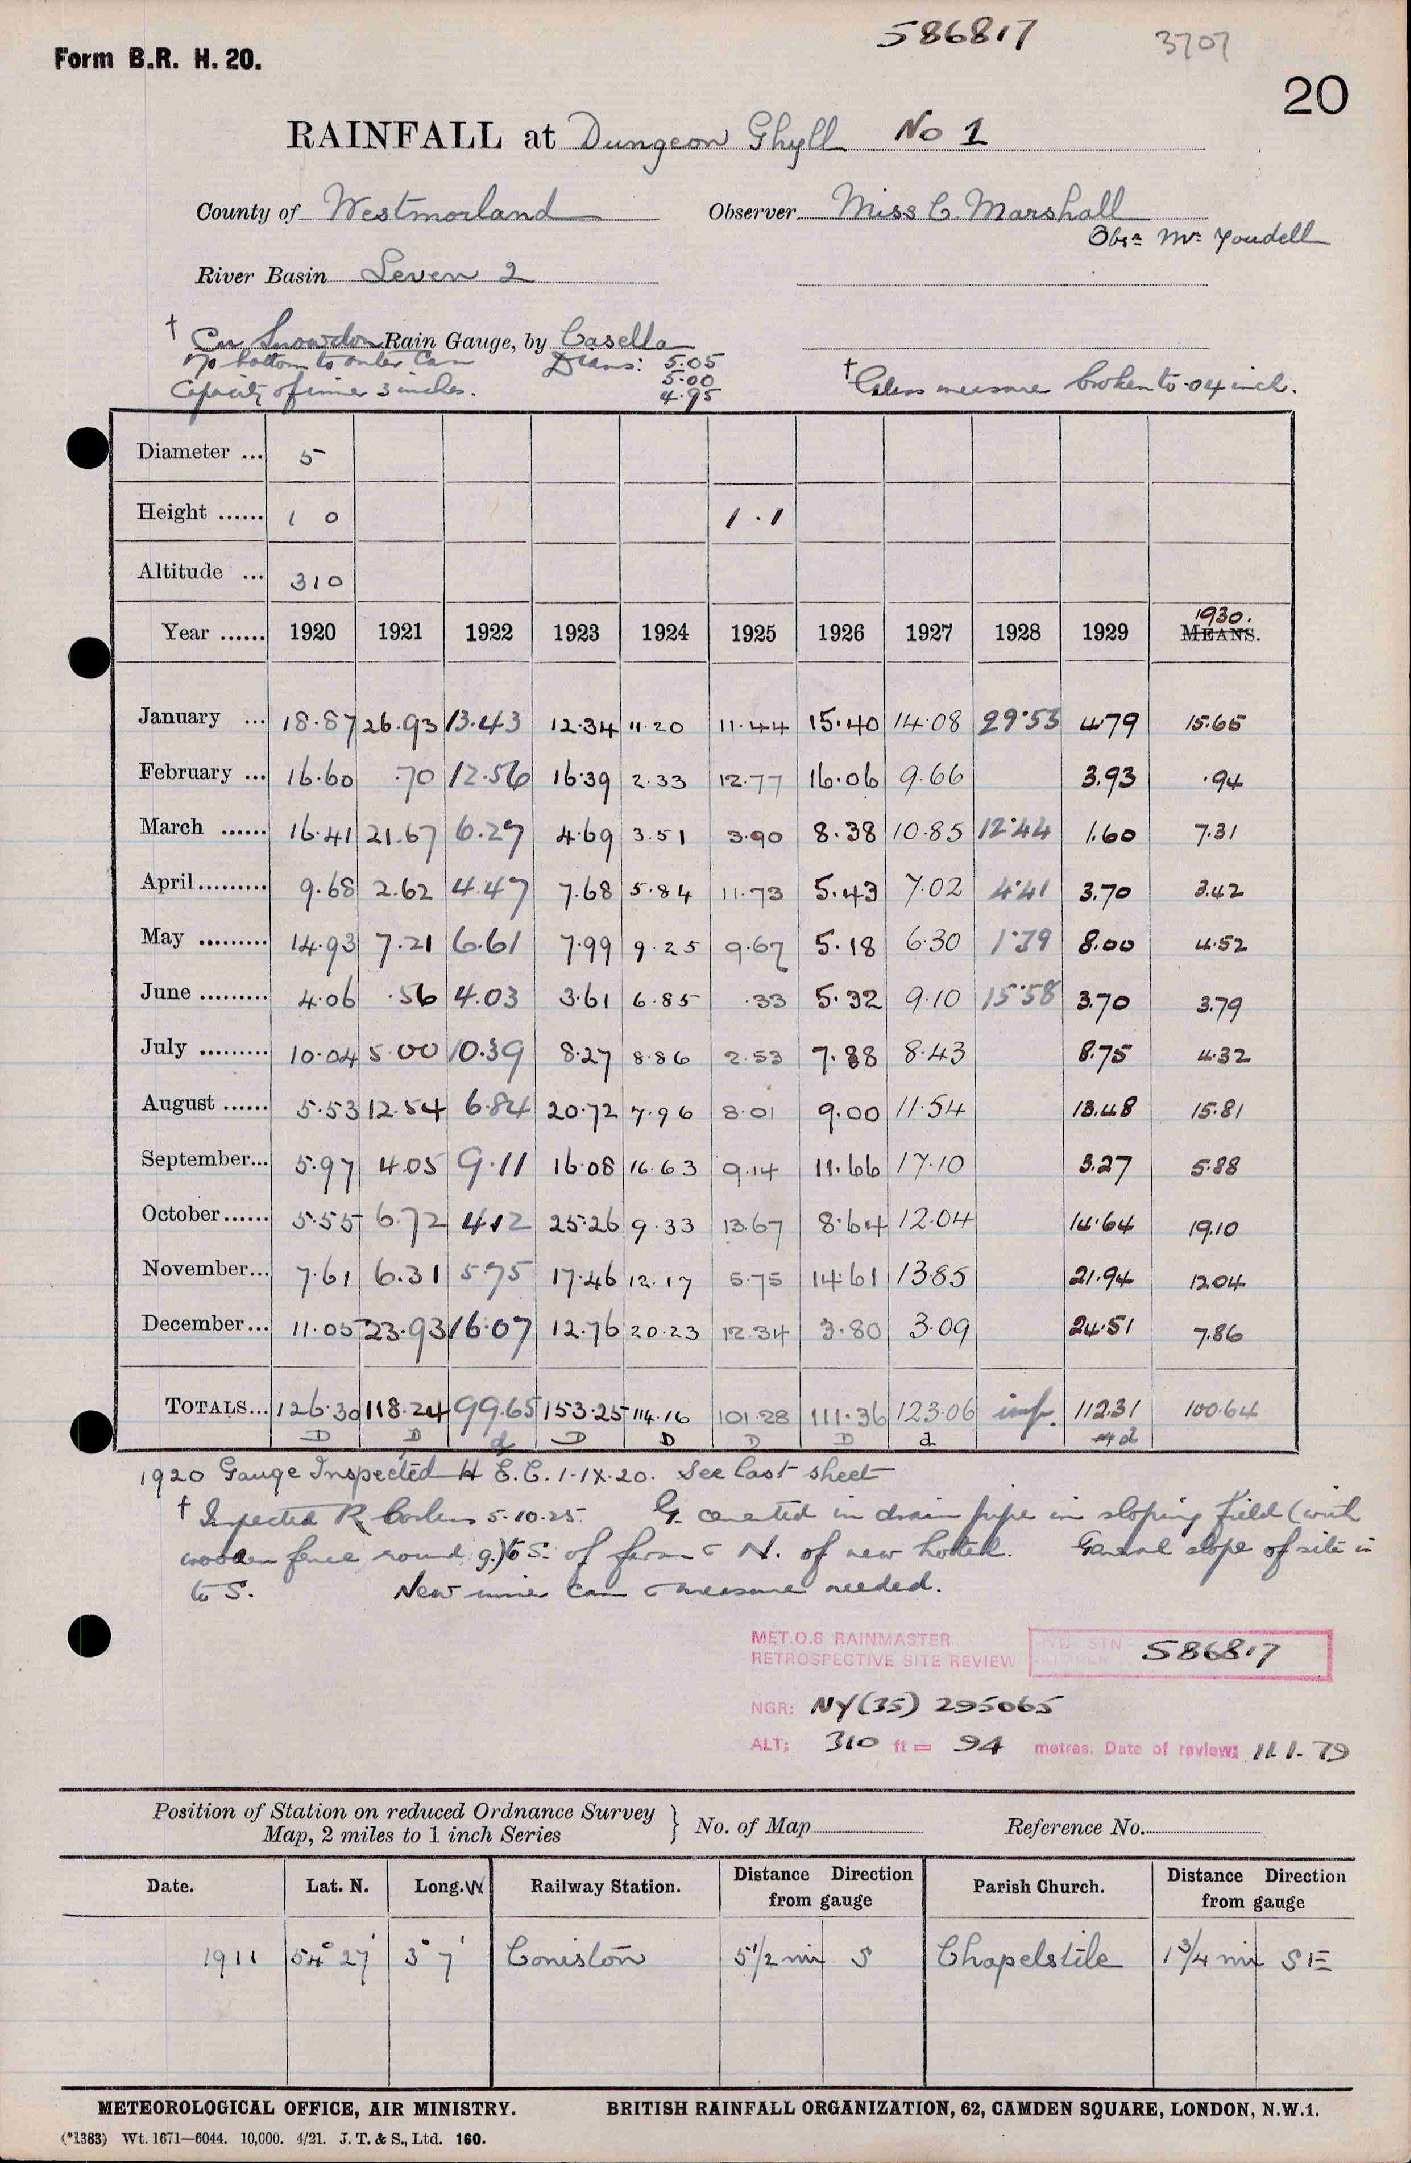 586817 3707
Form B.R. H. 20.
20
RAINFALL at Dungeon Ghyll No 1
County of Westmorland Observer Miss C. Marshall
Obsr Mr Youdell
River Basin Leven 2
† Cu Snowdon Rain Gauge, by Casella
No bottom to outer Can Diams: 5.05
5.00
Capacity of inner 3 inches. 4.95
† Glass measure broken to .04 inch.
Diameter ... 5
Height ...... 1 0 1.1
Altitude ... 310
1930.
Year ...... 1920 1921 1922 1923 1924 1925 1926 1927 1928 1929 MEANS.
January ... 18.87 26.93 13.43 12.34 11.20 11.44 15.40 14.08 29.53 4.79 15.65
February ... 16.60 .70 12.56 16.39 2.33 12.77 16.06 9.66 3.93 .94
March ...... 16.41 21.67 6.27 4.69 3.51 3.90 8.38 10.85 12.44 1.60 7.31
April ......... 9.68 2.62 4.47 7.68 5.84 11.73 5.43 7.02 4.41 3.70 3.42
May ......... 14.93 7.21 6.61 7.99 9.25 9.67 5.18 6.30 1.39 8.00 4.52
June ......... 4.06 .56 4.03 3.61 6.85 .33 5.32 9.10 15.58 3.70 3.79
July ......... 10.04 5.00 10.39 8.27 8.86 2.53 7.88 8.43 8.75 4.32
August ...... 5.53 12.54 6.84 20.72 7.96 8.01 9.00 11.54 13.48 15.81
September... 5.97 4.05 9.11 16.08 16.63 9.14 11.66 17.10 3.27 5.88
October...... 5.55 6.72 4.12 25.26 9.33 13.67 8.64 12.04 14.64 19.10
November... 7.61 6.31 5.75 17.46 12.17 5.75 14.61 13.85 21.94 12.04
December... 11.05 23.93 16.07 12.76 20.23 12.34 3.80 3.09 24.51 7.86
TOTALS... 126.30 118.24 99.65 153.25 114.16 101.28 111.36 123.06 imp. 112.31 100.64
D D d D D D D d d
1920 Gauge Inspected H E. C. 1-IX-20. See last sheet
† Inspected R Corless 5-10-25. G. cemented in drain pipe in sloping field (with
wooden fence round g.) to S. of farm & N. of new hotel. General slope of site is
to S. New inner can & measure needed.
MET.O.8 RAINMASTER
RETROSPECTIVE SITE REVIEW
STN 586817
NGR: NY(35) 295065
ALT: 310 ft = 94 metres. Date of review: 11.1.79
Position of Station on reduced Ordnance Survey
Map, 2 miles to 1 inch Series } No. of Map Reference No.
Date. Lat. N. Long. W Railway Station. Distance Direction from gauge Parish Church. Distance Direction from gauge
1911 54° 27' 3° 7' Coniston 5 1/2 mi S Chapelstile 1 3/4 mi SE
METEOROLOGICAL OFFICE, AIR MINISTRY. BRITISH RAINFALL ORGANIZATION, 62, CAMDEN SQUARE, LONDON, N.W.1.
(*1383) Wt. 1671—6044. 10,000. 4/21. J. T. & S., Ltd. 160.